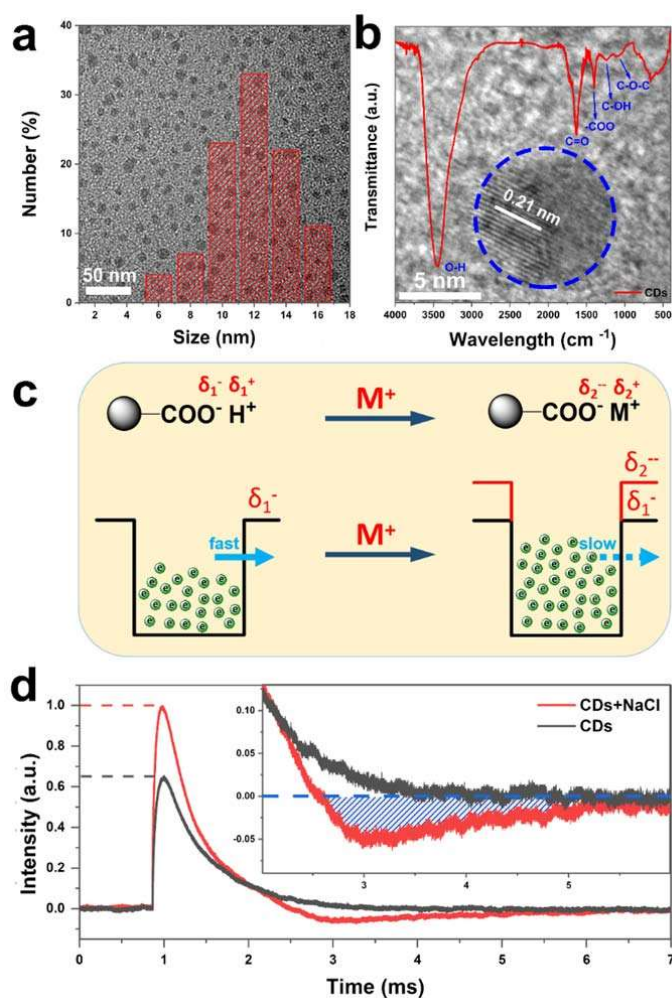 a
40
30
20
10
0
Number (%)
50 nm
2 4 6 8 10 12 14 16 18
Size (nm)
b
Transmittance (a.u.)
C-O-C
C-OH
-COO
C=O
0.21 nm
O-H
5 nm
CDs
4000 3500 3000 2500 2000 1500 1000 500
Wavelength (cm -1)
c
δ1- δ1+
COO- H+
M+
δ2-- δ2+
COO- M+
δ1-
fast
M+
δ2--
δ1-
slow
e e e e e e e e e e e e e e e e e e e e
d
1.0
0.8
0.6
0.4
0.2
0.0
Intensity (a.u.)
CDs+NaCl
CDs
0.10
0.05
0.00
-0.05
3 4 5
0 1 2 3 4 5 6 7
Time (ms)